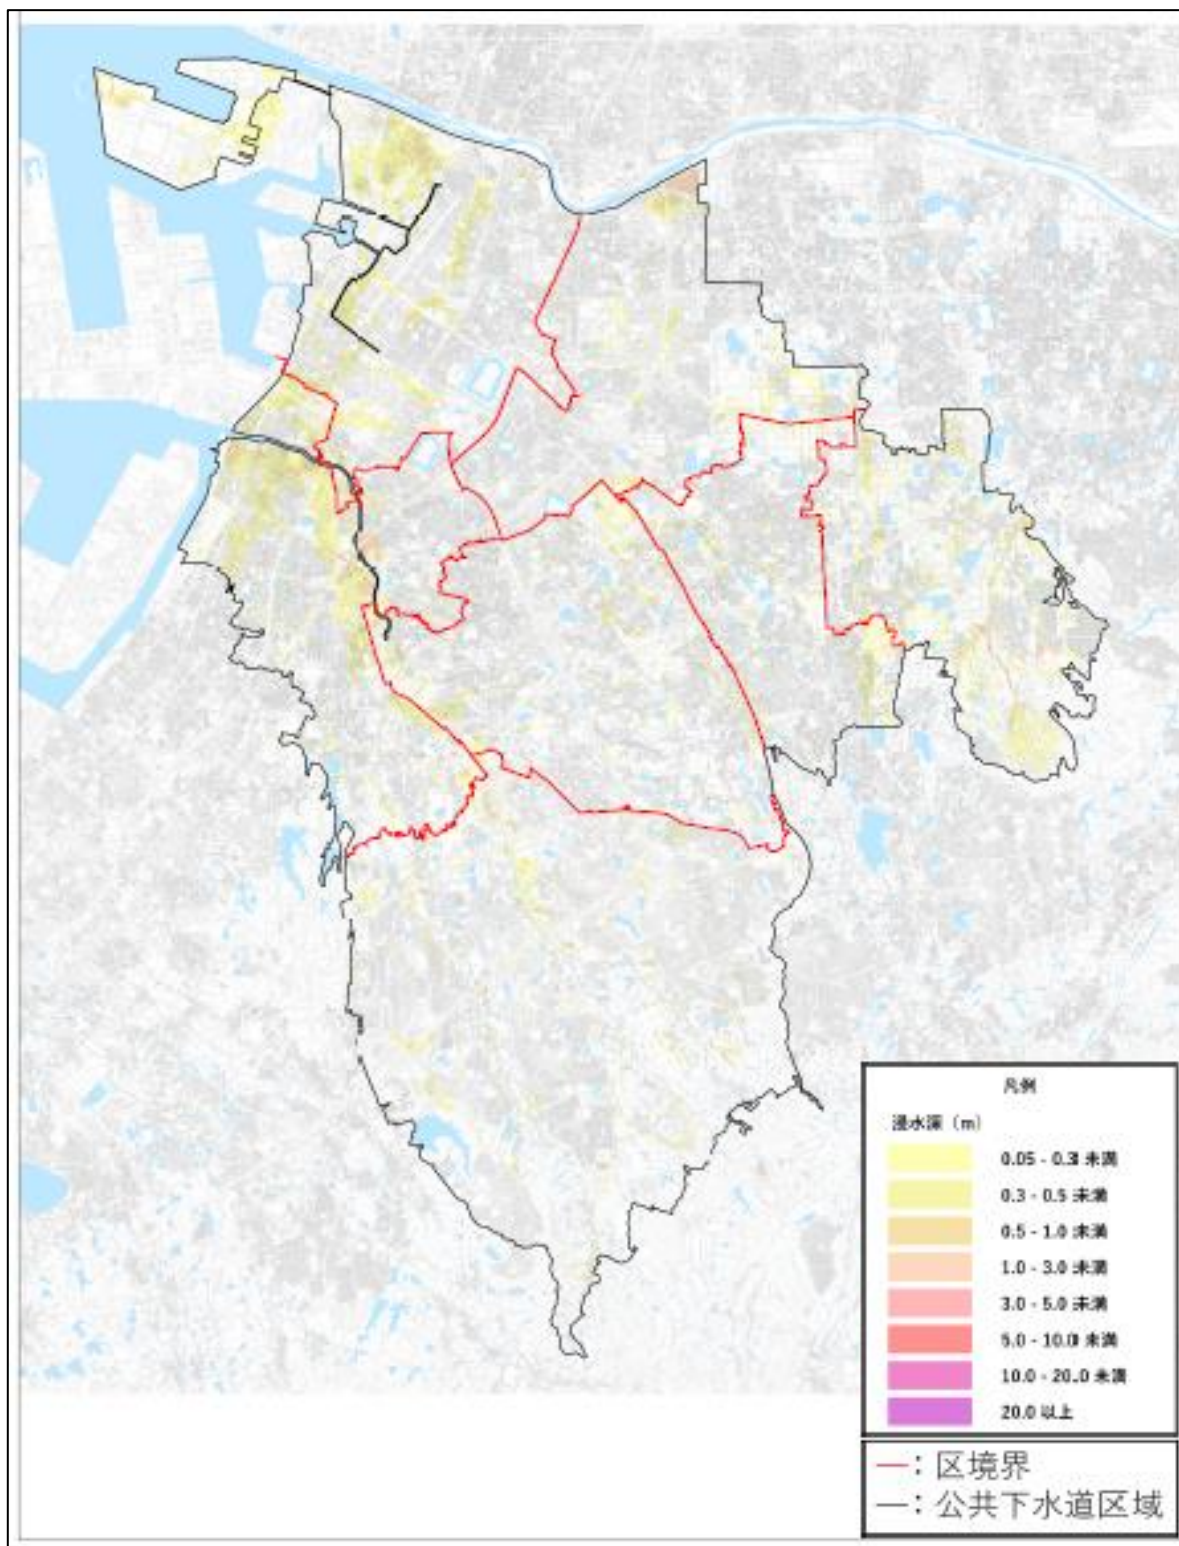 凡例
浸水深（m）
0.05 - 0.3 未満
0.3 - 0.5 未満
0.5 - 1.0 未満
1.0 - 3.0 未満
3.0 - 5.0 未満
5.0 - 10.0 未満
10.0 - 20.0 未満
20.0 以上
―：区境界
―：公共下水道区域